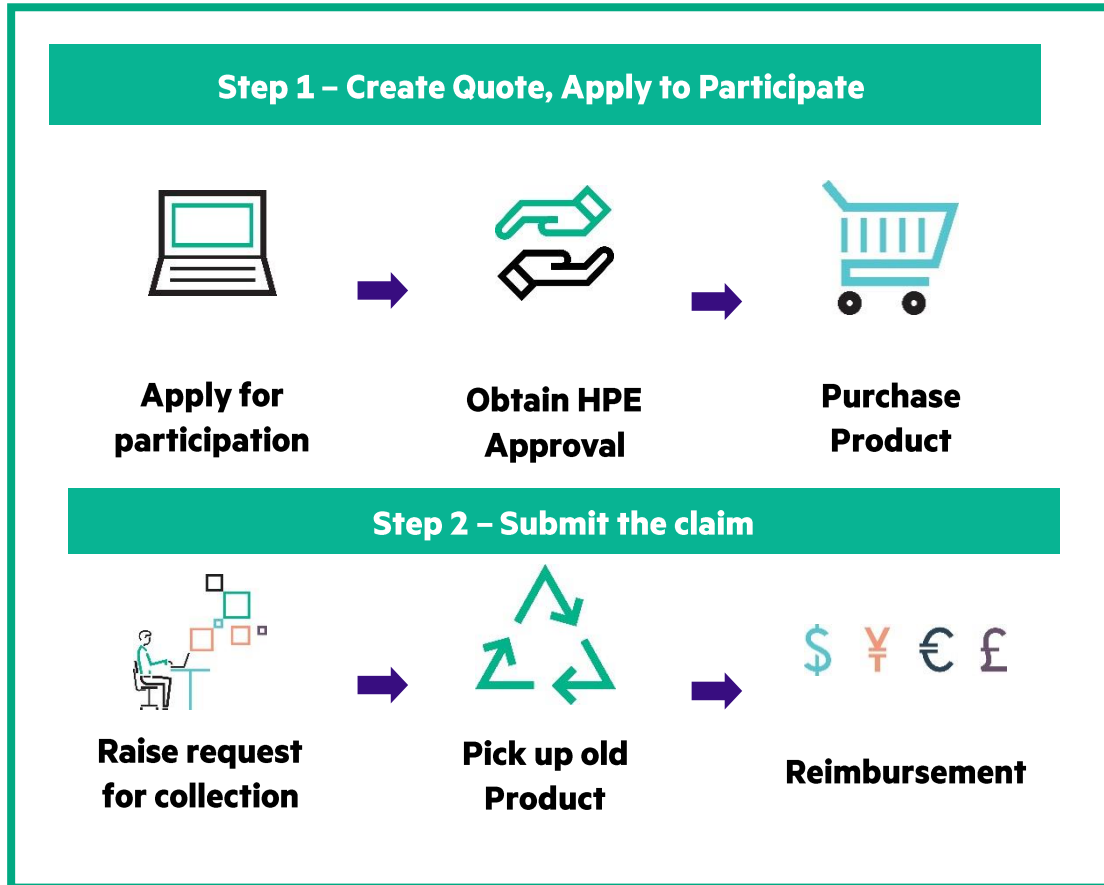 Step 1 – Create Quote, Apply to Participate
Apply for
participation
Obtain HPE
Approval
Purchase
Product
Step 2 – Submit the claim
$ ¥ € £
Raise request
for collection
Pick up old
Product
Reimbursement